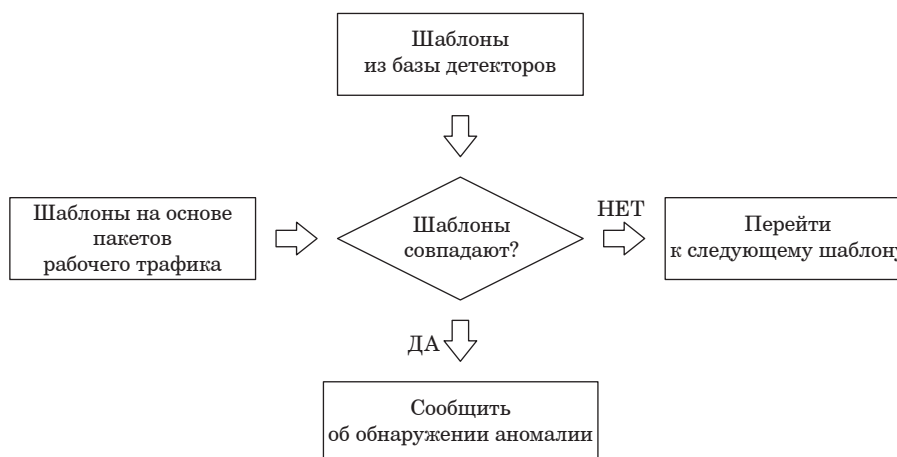 Шаблоны
из базы детекторов
Шаблоны на основе
пакетов
рабочего трафика
Шаблоны
совпадают?
НЕТ
Перейти
к следующему шаблону
ДА
Сообщить
об обнаружении аномалии